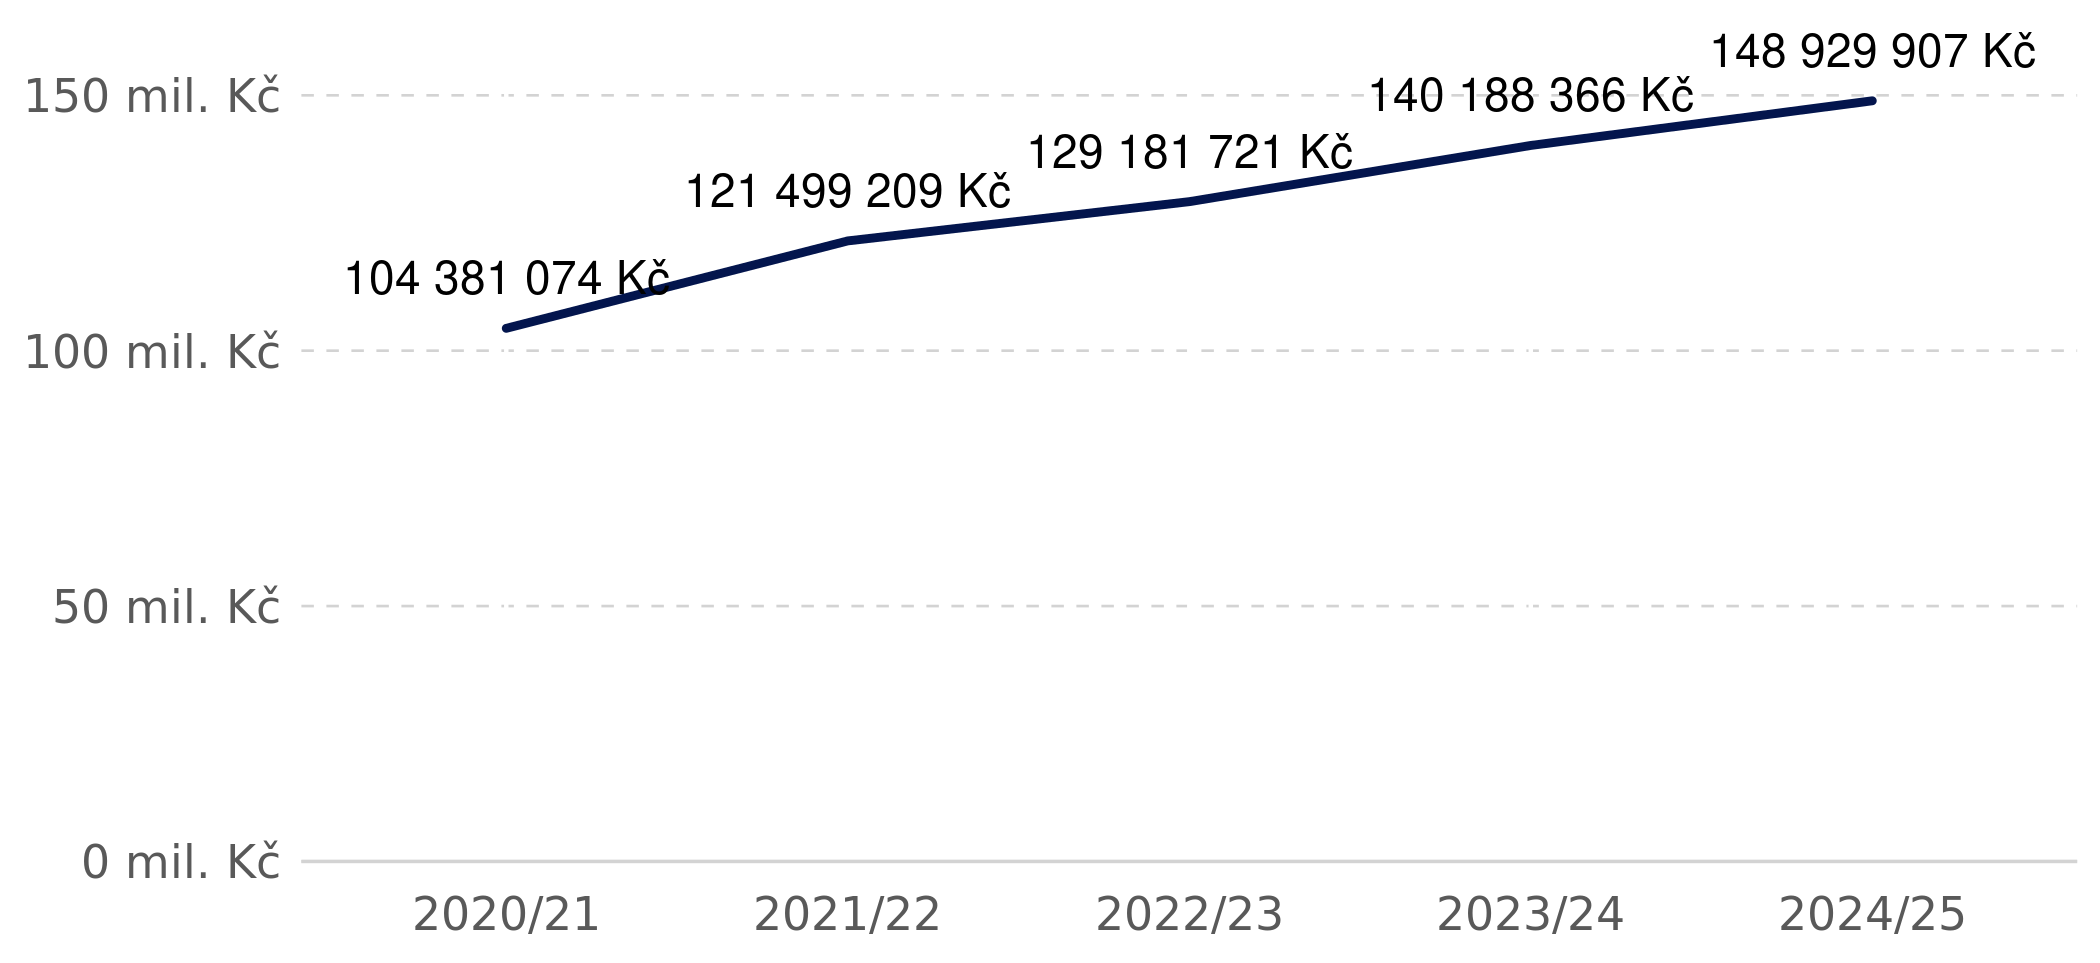 148 929 907 Kč
150 mil. Kč
140 188 366 Kč
129 181 721 Kč
121 499 209 Kč
104 381 074 Kč
100 mil. Kč
50 mil. Kč
0 mil. Kč
2020/21
2021/22
2022/23
2023/24
2024/25